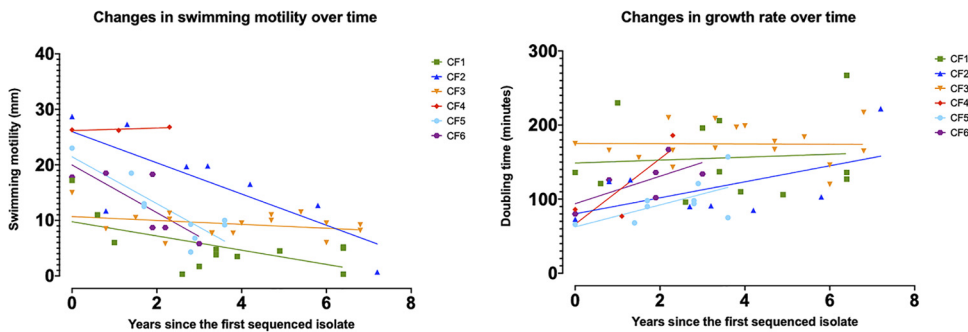 Changes in swimming motility over time
Swimming motility (mm)
40
30
20
10
0
0 2 4 6 8
Years since the first sequenced isolate
CF1
CF2
CF3
CF4
CF5
CF6
Changes in growth rate over time
Doubling time (minutes)
300
200
100
0
0 2 4 6 8
Years since the first sequenced isolate
CF1
CF2
CF3
CF4
CF5
CF6